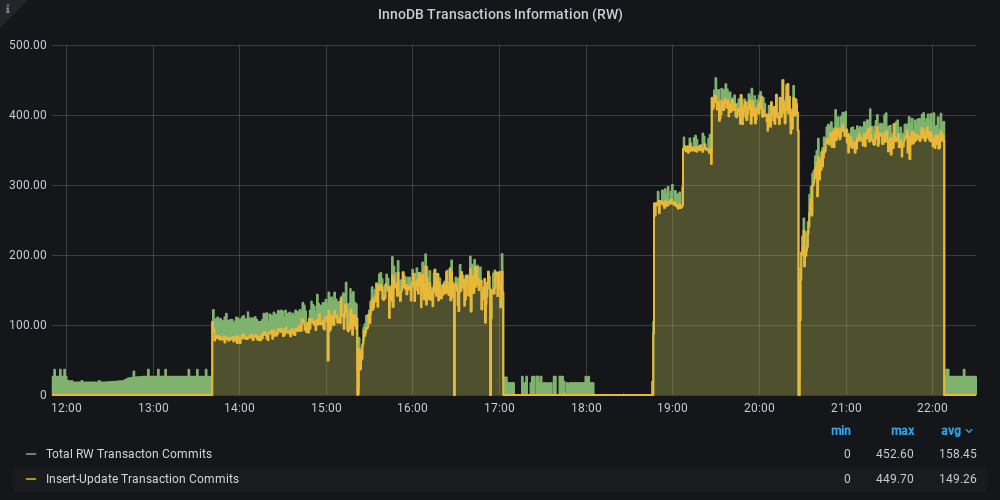 i
InnoDB Transactions Information (RW)
500.00
400.00
300.00
200.00
100.00
0
12:00 13:00 14:00 15:00 16:00 17:00 18:00 19:00 20:00 21:00 22:00
min max avg
Total RW Transacton Commits 0 452.60 158.45
Insert-Update Transaction Commits 0 449.70 149.26